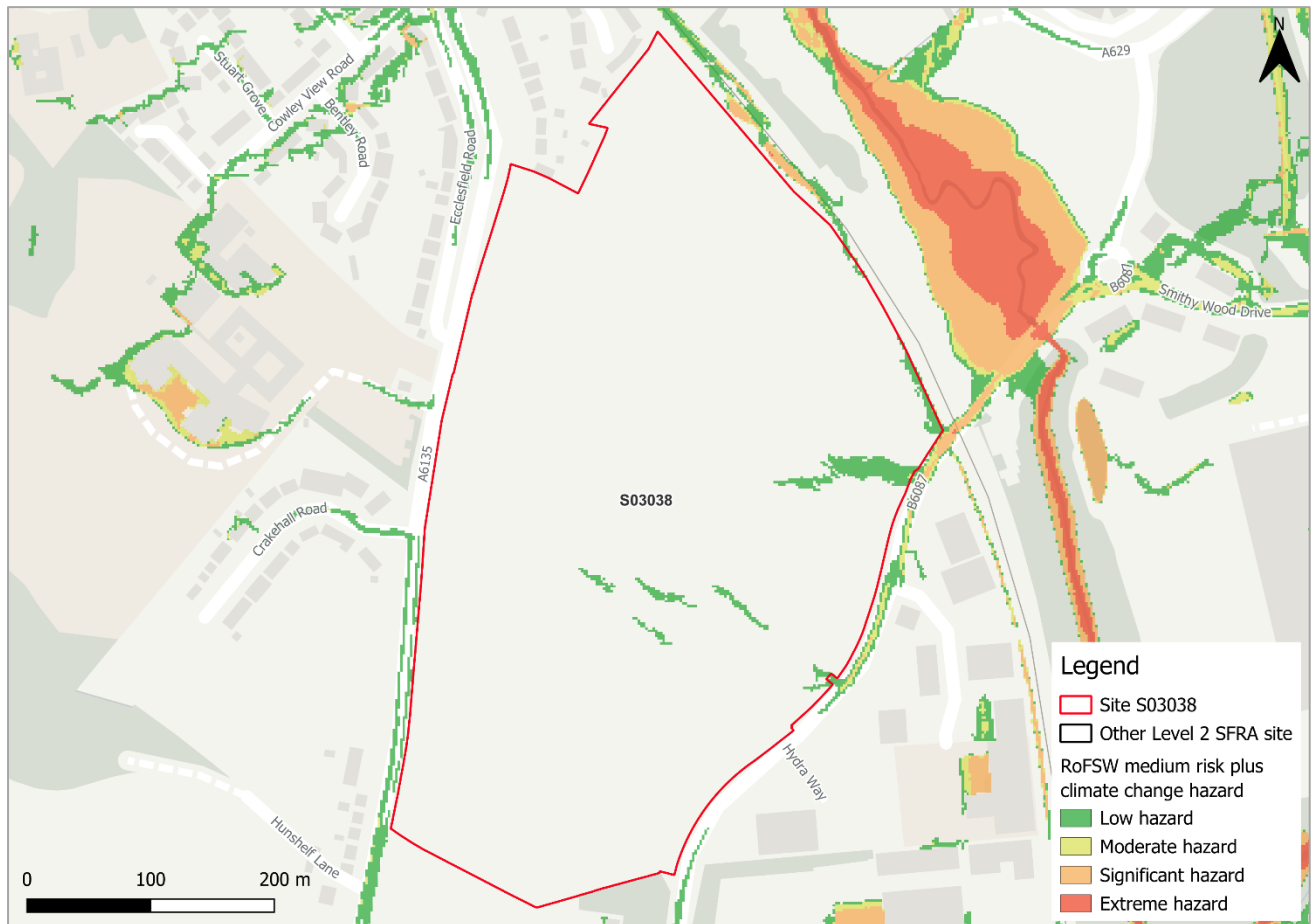 N
A629
Stuart Grove
Cowley View Road
Bentley Road
Ecclesfield Road
B6087
Smithy Wood Drive
A6135
S03038
B6087
Crakehall Road
Hydra Way
Hunshelf Lane
0 100 200 m
Legend
Site S03038
Other Level 2 SFRA site
RoFSW medium risk plus
climate change hazard
Low hazard
Moderate hazard
Significant hazard
Extreme hazard